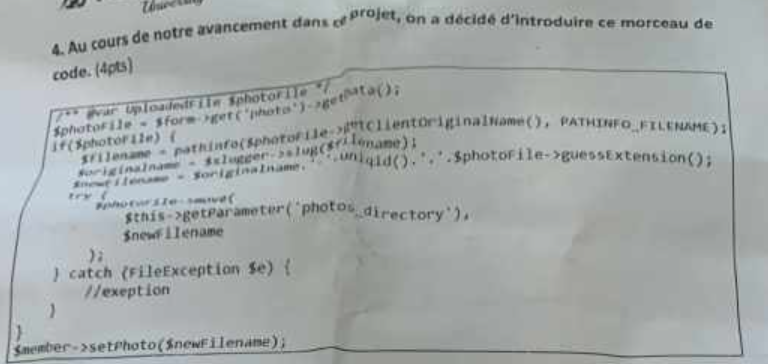 4. Au cours de notre avancement dans ce projet, on a décidé d'introduire ce morceau de
code. (4pts)
/** @var UploadedFile $photoFile */
$photoFile = $form->get('photo')->getData();
if($photoFile) {
$filename = pathinfo($photoFile->getClientOriginalName(), PATHINFO_FILENAME);
$originalname = $slugger->slug($filename);
$newFilename = $originalname.'-'.uniqid().'.'.$photoFile->guessExtension();
try {
$photoFile->move(
$this->getParameter('photos_directory'),
$newFilename
);
} catch (FileException $e) {
//exeption
}
}
$member->setPhoto($newFilename);